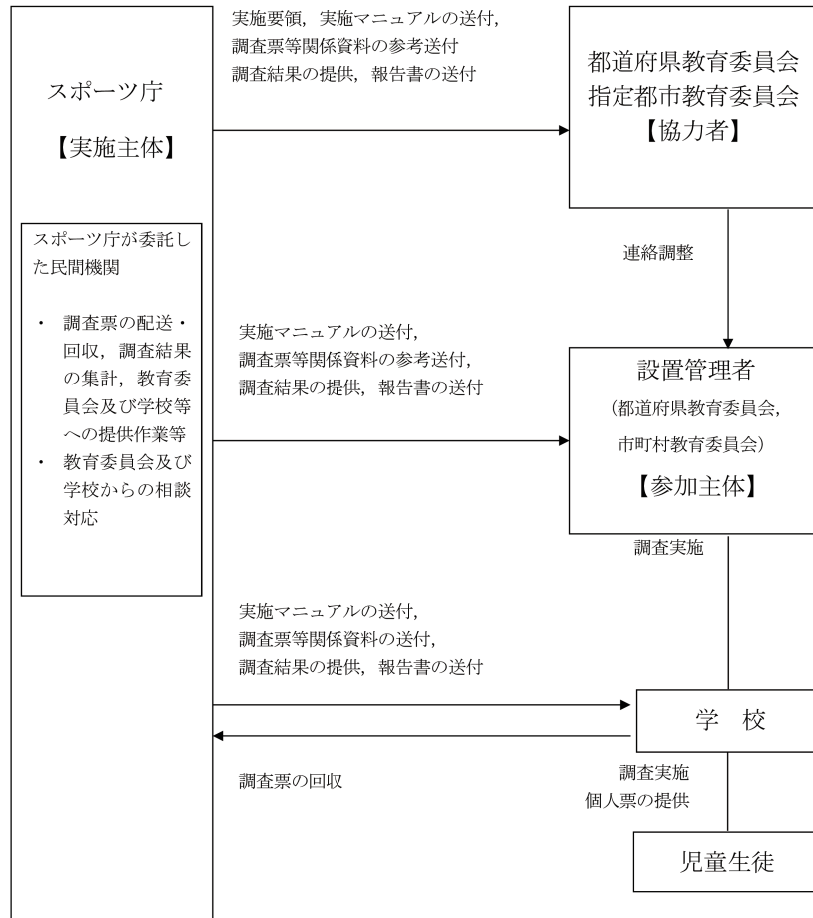 スポーツ庁
【実施主体】
スポーツ庁が委託し
た民間機関
・ 調査票の配送・
回収，調査結果
の集計，教育委
員会及び学校等
への提供作業等
・ 教育委員会及び
学校からの相談
対応
実施要領，実施マニュアルの送付，
調査票等関係資料の参考送付
調査結果の提供，報告書の送付
都道府県教育委員会
指定都市教育委員会
【協力者】
連絡調整
実施マニュアルの送付，
調査票等関係資料の参考送付，
調査結果の提供，報告書の送付
設置管理者
（都道府県教育委員会，
市町村教育委員会）
【参加主体】
調査実施
実施マニュアルの送付，
調査票等関係資料の送付，
調査結果の提供，報告書の送付
学　校
調査票の回収
調査実施
個人票の提供
児童生徒